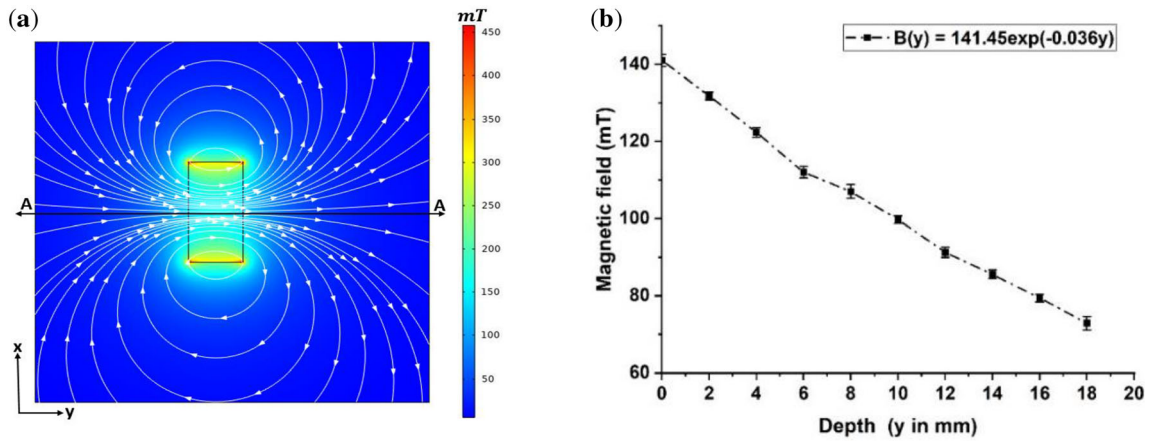 (a)
mT
450
400
350
300
250
200
150
100
50
A
A
x
y
(b)
B(y) = 141.45exp(-0.036y)
Magnetic field (mT)
140
120
100
80
60
0 2 4 6 8 10 12 14 16 18 20
Depth (y in mm)